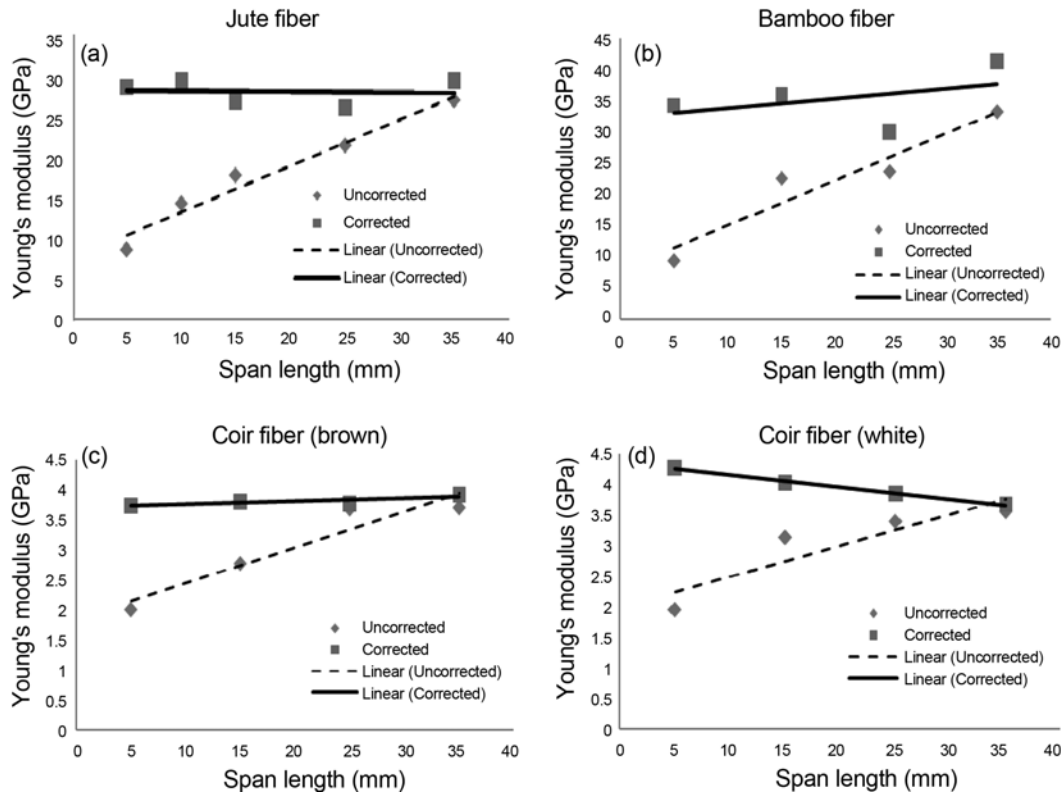 Jute fiber
(a)
Young's modulus (GPa)
35
30
25
20
15
10
5
0
Uncorrected
Corrected
Linear (Uncorrected)
Linear (Corrected)
0 5 10 15 20 25 30 35 40
Span length (mm)
Bamboo fiber
(b)
Young's modulus (GPa)
45
40
35
30
25
20
15
10
5
0
Uncorrected
Corrected
Linear (Uncorrected)
Linear (Corrected)
0 5 10 15 20 25 30 35 40
Span length (mm)
Coir fiber (brown)
(c)
Young's modulus (GPa)
4.5
4
3.5
3
2.5
2
1.5
1
0.5
0
Uncorrected
Corrected
Linear (Uncorrected)
Linear (Corrected)
0 5 10 15 20 25 30 35 40
Span length (mm)
Coir fiber (white)
(d)
Young's modulus (GPa)
4.5
4
3.5
3
2.5
2
1.5
1
0.5
0
Uncorrected
Corrected
Linear (Uncorrected)
Linear (Corrected)
0 5 10 15 20 25 30 35 40
Span length (mm)